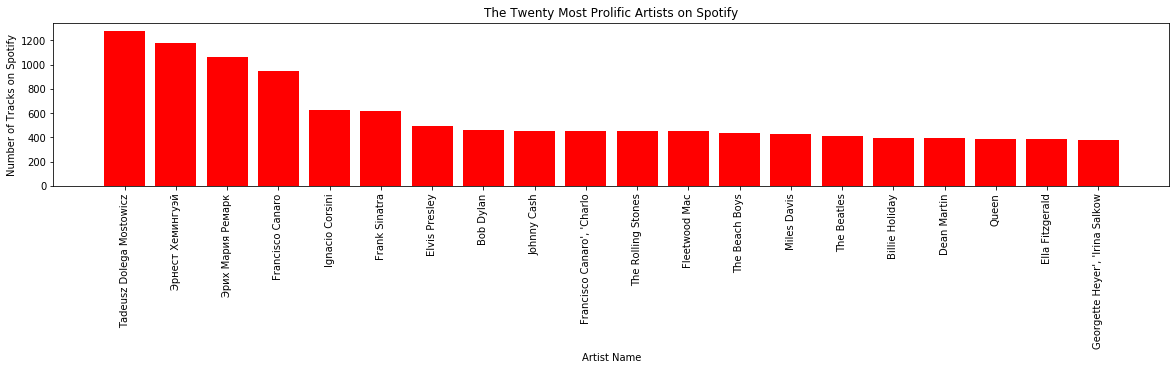 The Twenty Most Prolific Artists on Spotify
Number of Tracks on Spotify
1200
1000
800
600
400
200
0
Tadeusz Dolega Mostowicz
Эрнест Хемингуэй
Эрих Мария Ремарк
Francisco Canaro
Ignacio Corsini
Frank Sinatra
Elvis Presley
Bob Dylan
Johnny Cash
Francisco Canaro', 'Charlo
The Rolling Stones
Fleetwood Mac
The Beach Boys
Miles Davis
The Beatles
Billie Holiday
Dean Martin
Queen
Ella Fitzgerald
Georgette Heyer', 'Irina Salkow
Artist Name